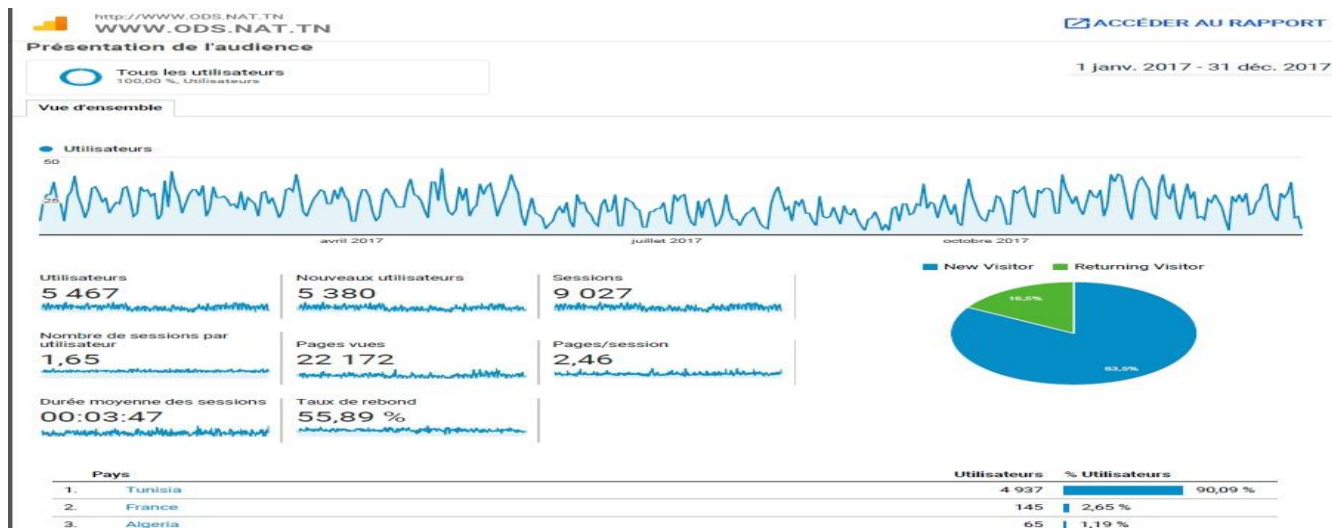 http://WWW.ODS.NAT.TN
WWW.ODS.NAT.TN
ACCÉDER AU RAPPORT
Présentation de l'audience
Tous les utilisateurs
100,00 %, Utilisateurs
1 janv. 2017 - 31 déc. 2017
Vue d'ensemble
Utilisateurs
50
25
avril 2017 juillet 2017 octobre 2017
New Visitor Returning Visitor
16,5%
83,5%
Utilisateurs
5 467
Nouveaux utilisateurs
5 380
Sessions
9 027
Nombre de sessions par
utilisateur
1,65
Pages vues
22 172
Pages/session
2,46
Durée moyenne des sessions
00:03:47
Taux de rebond
55,89 %
Pays Utilisateurs % Utilisateurs
1. Tunisia 4 937 90,09 %
2. France 145 2,65 %
3. Algeria 65 1,19 %